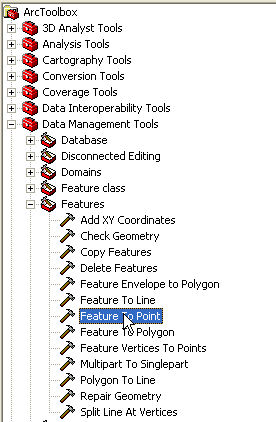 ArcToolbox
3D Analyst Tools
Analysis Tools
Cartography Tools
Conversion Tools
Coverage Tools
Data Interoperability Tools
Data Management Tools
Database
Disconnected Editing
Domains
Feature class
Features
Add XY Coordinates
Check Geometry
Copy Features
Delete Features
Feature Envelope to Polygon
Feature To Line
Feature To Point
Feature To Polygon
Feature Vertices To Points
Multipart To Singlepart
Polygon To Line
Repair Geometry
Split Line At Vertices